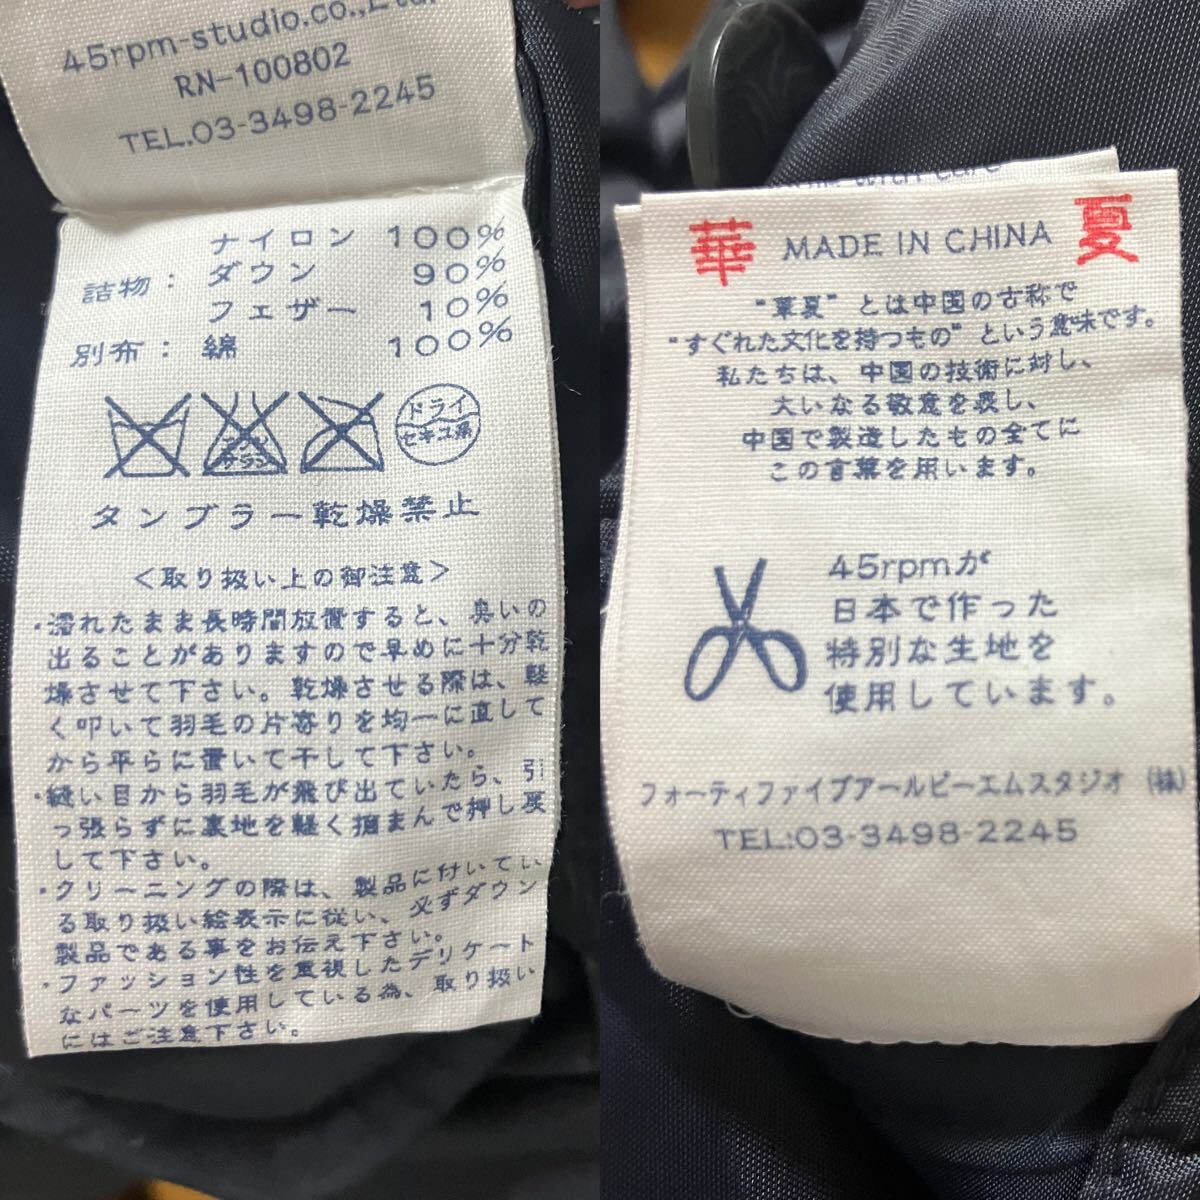 45rpm-studio.co.,Ltd.
RN-100802
TEL.03-3498-2245
ナイロン 100%
詰物: ダウン 90%
フェザー 10%
別布: 綿 100%
ドライ
セキユ系
タンブラー乾燥禁止
<取り扱い上の御注意>
・濡れたまま長時間放置すると、臭いの
出ることがありますので早めに十分乾
燥させて下さい。乾燥させる際は、軽
く叩いて羽毛の片寄りを均一に直して
から平らに置いて干して下さい。
・縫い目から羽毛が飛び出ていたら、引
っ張らずに裏地を軽く掴まんで押し戻
して下さい。
・クリーニングの際は、製品に付いてい
る取り扱い絵表示に従い、必ずダウン
製品である事をお伝え下さい。
・ファッション性を重視したデリケート
なパーツを使用している為、取り扱い
にはご注意下さい。
with care
華 MADE IN CHINA 夏
"華夏" とは中国の古称で
"すぐれた文化を持つもの" という意味です。
私たちは、中国の技術に対し、
大いなる敬意を表し、
中国で製造したもの全てに
この言葉を用います。
45rpmが
日本で作った
特別な生地を
使用しています。
フォーティファイブアールピーエムスタジオ (株)
TEL:03-3498-2245